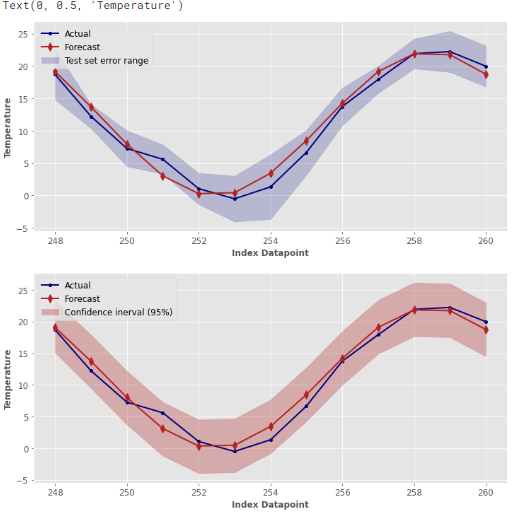 Text(0, 0.5, 'Temperature')
25
20
15
10
5
0
−5
Temperature
Actual
Forecast
Test set error range
248 250 252 254 256 258 260
Index Datapoint
25
20
15
10
5
0
−5
Temperature
Actual
Forecast
Confidence inerval (95%)
248 250 252 254 256 258 260
Index Datapoint